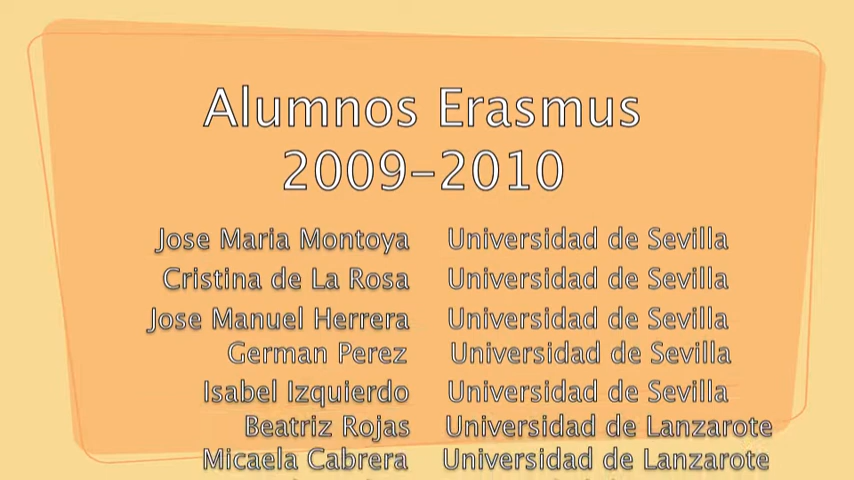 Alumnos Erasmus
2009-2010
Jose Maria Montoya Universidad de Sevilla
Cristina de La Rosa Universidad de Sevilla
Jose Manuel Herrera Universidad de Sevilla
German Perez Universidad de Sevilla
Isabel Izquierdo Universidad de Sevilla
Beatriz Rojas Universidad de Lanzarote
Micaela Cabrera Universidad de Lanzarote